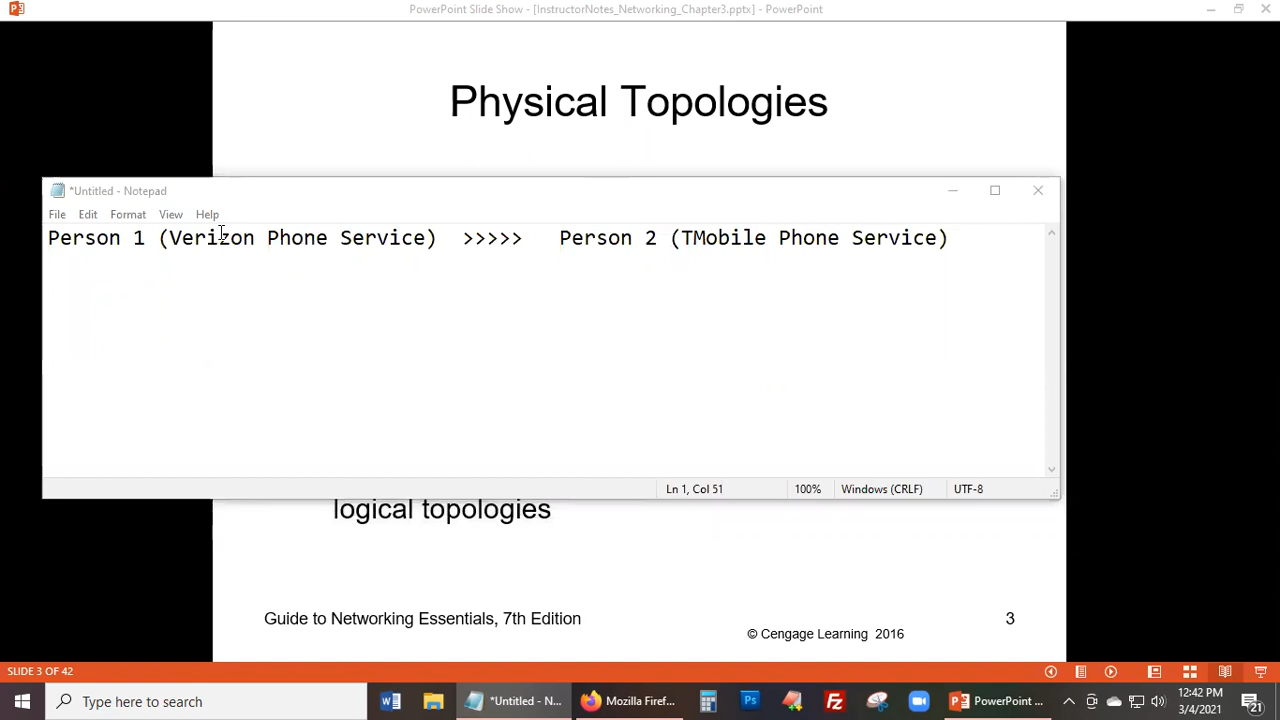 PowerPoint Slide Show - [InstructorNotes_Networking_Chapter3.pptx] - PowerPoint
Physical Topologies
*Untitled - Notepad
File Edit Format View Help
Person 1 (Verizon Phone Service) >>>>> Person 2 (TMobile Phone Service)
Ln 1, Col 51 100% Windows (CRLF) UTF-8
logical topologies
Guide to Networking Essentials, 7th Edition
© Cengage Learning 2016
3
SLIDE 3 OF 42
Type here to search
*Untitled - N...
Mozilla Firef...
PowerPoint ...
12:42 PM
3/4/2021
21